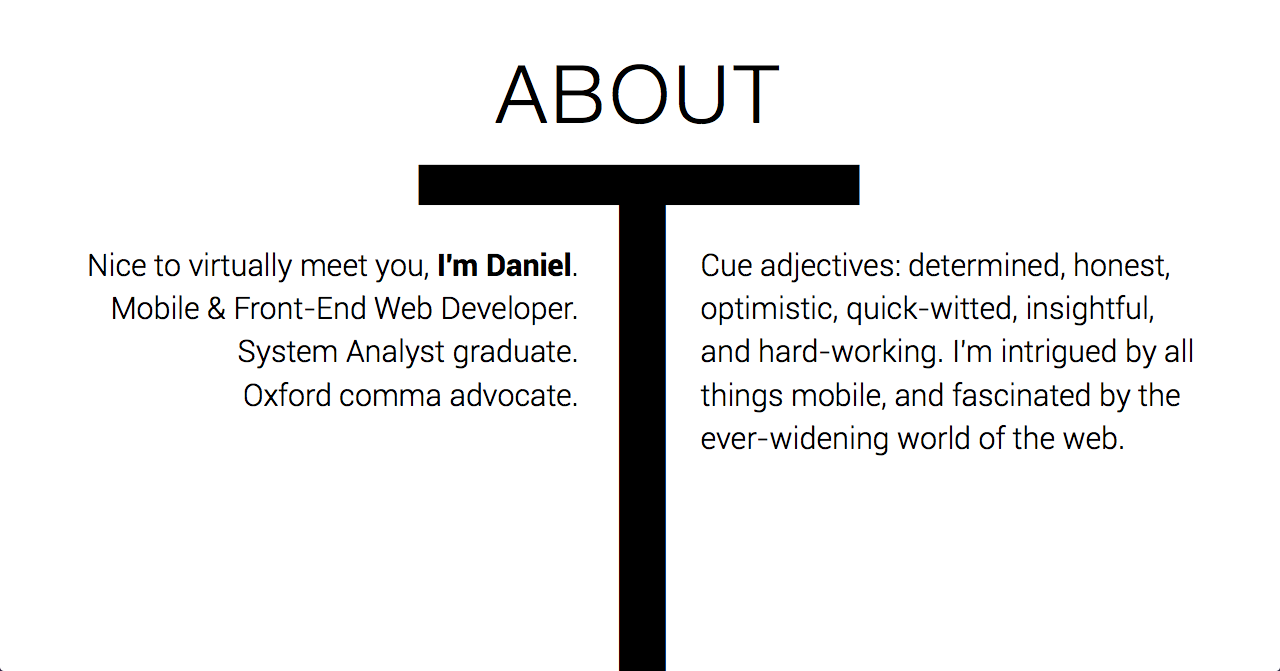 ABOUT
Nice to virtually meet you, I'm Daniel.
Mobile & Front-End Web Developer.
System Analyst graduate.
Oxford comma advocate.
Cue adjectives: determined, honest,
optimistic, quick-witted, insightful,
and hard-working. I'm intrigued by all
things mobile, and fascinated by the
ever-widening world of the web.